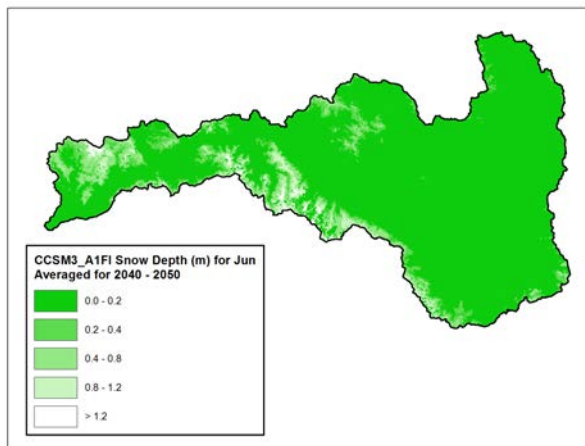 CCSM3_A1FI Snow Depth (m) for Jun
Averaged for 2040 - 2050
0.0 - 0.2
0.2 - 0.4
0.4 - 0.8
0.8 - 1.2
> 1.2